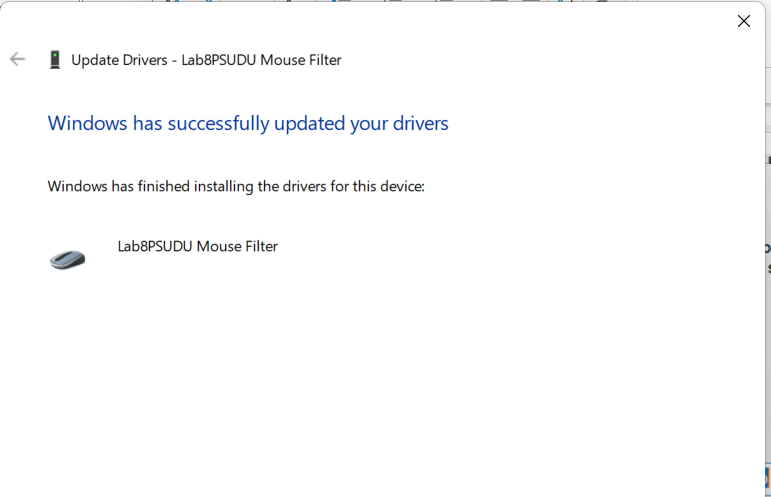 Update Drivers - Lab8PSUDU Mouse Filter
Windows has successfully updated your drivers
Windows has finished installing the drivers for this device:
Lab8PSUDU Mouse Filter